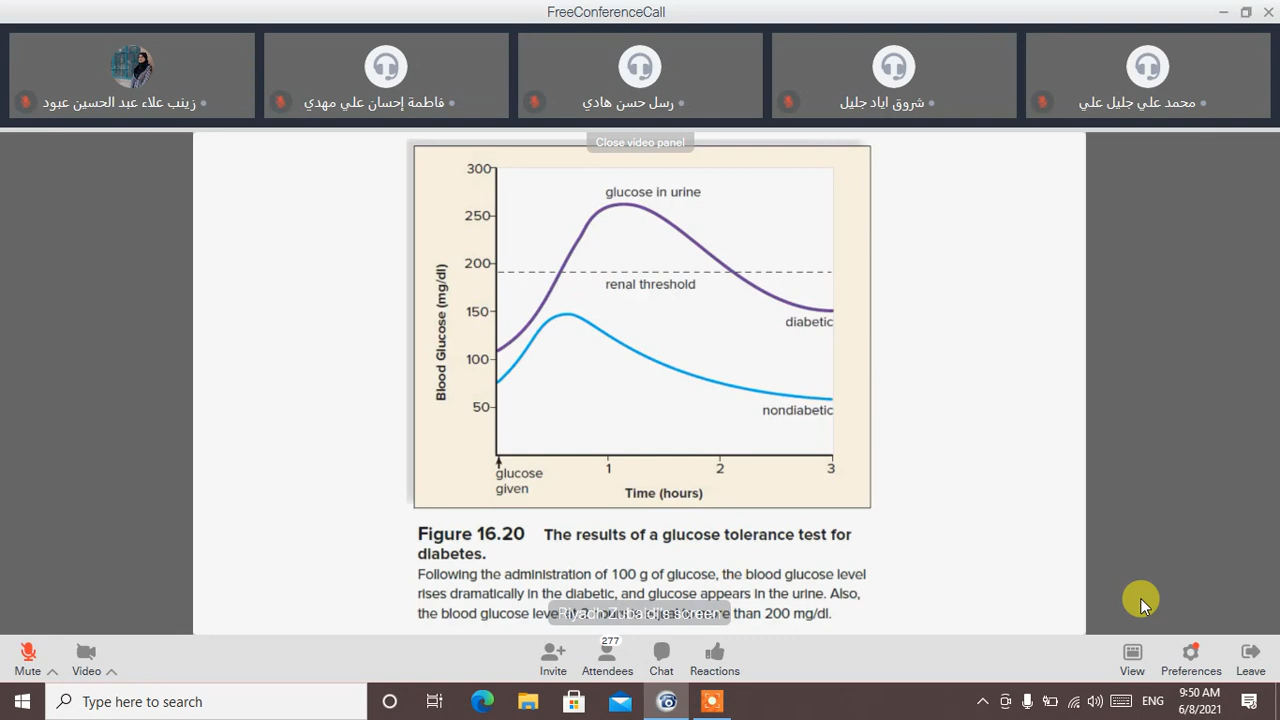 FreeConferenceCall
زينب علاء عبد الحسين عبود
فاطمة إحسان علي مهدي
رسل حسن هادي
شروق اياد جليل
محمد علي جليل علي
Close video panel
300
250
200
150
100
50
Blood Glucose (mg/dl)
glucose in urine
renal threshold
diabetic
nondiabetic
glucose
given
1
2
3
Time (hours)
Figure 16.20 The results of a glucose tolerance test for
diabetes.
Following the administration of 100 g of glucose, the blood glucose level
rises dramatically in the diabetic, and glucose appears in the urine. Also,
the blood glucose level than 200 mg/dl.
Riyadh Zubaidi's screen
277
Mute
Video
Invite
Attendees
Chat
Reactions
View
Preferences
Leave
Type here to search
ENG
9:50 AM
6/8/2021